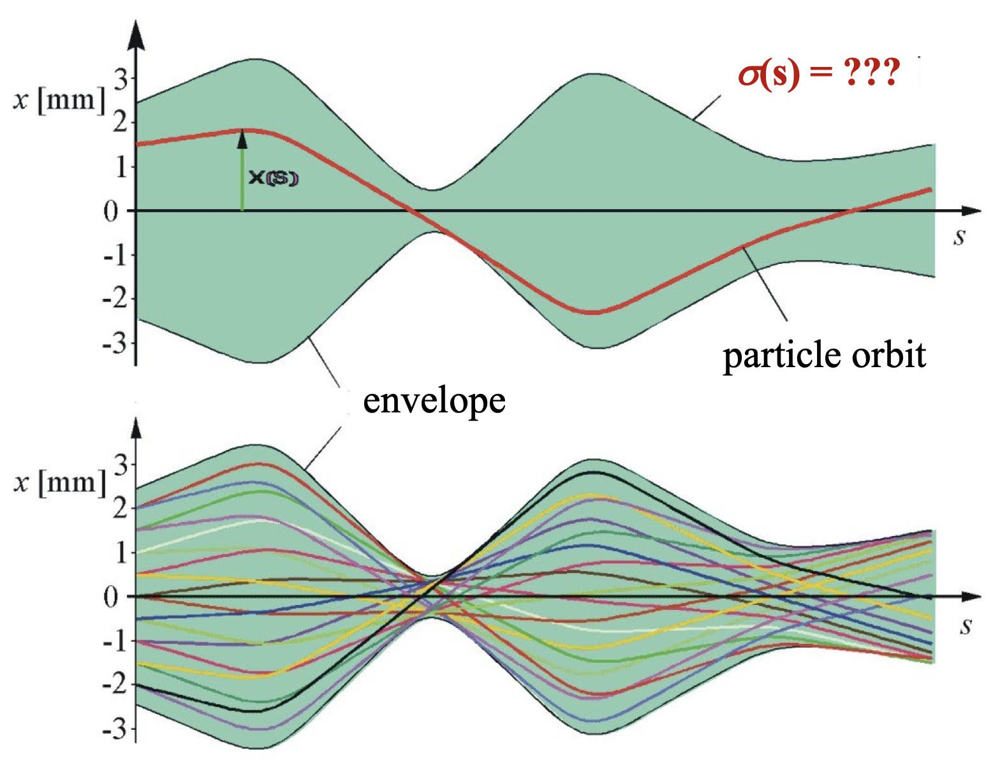 σ(s) = ???
x [mm]
3
2
1
0
-1
-2
-3
X(S)
s
particle orbit
envelope
x [mm]
3
2
1
0
-1
-2
-3
s